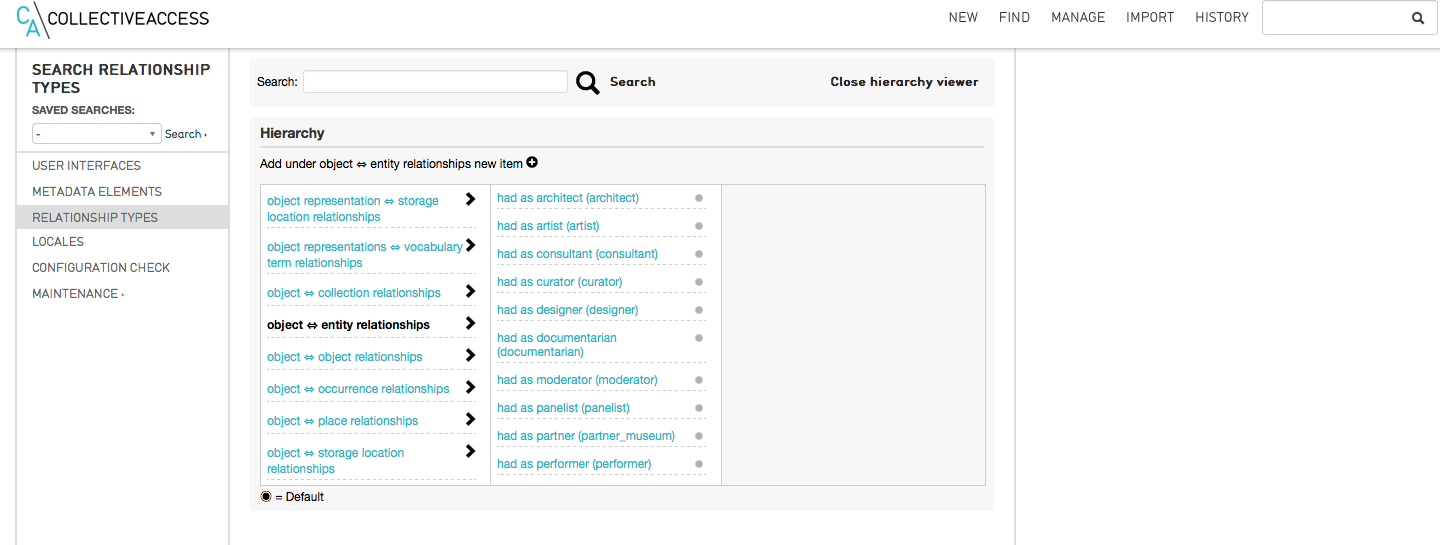 CA COLLECTIVEACCESS
NEW FIND MANAGE IMPORT HISTORY
SEARCH RELATIONSHIP
TYPES
SAVED SEARCHES:
- Search ›
USER INTERFACES
METADATA ELEMENTS
RELATIONSHIP TYPES
LOCALES
CONFIGURATION CHECK
MAINTENANCE ›
Search: Search Close hierarchy viewer
Hierarchy
Add under object ⇔ entity relationships new item
object representation ⇔ storage
location relationships
object representations ⇔ vocabulary
term relationships
object ⇔ collection relationships
object ⇔ entity relationships
object ⇔ object relationships
object ⇔ occurrence relationships
object ⇔ place relationships
object ⇔ storage location
relationships
had as architect (architect)
had as artist (artist)
had as consultant (consultant)
had as curator (curator)
had as designer (designer)
had as documentarian
(documentarian)
had as moderator (moderator)
had as panelist (panelist)
had as partner (partner_museum)
had as performer (performer)
= Default